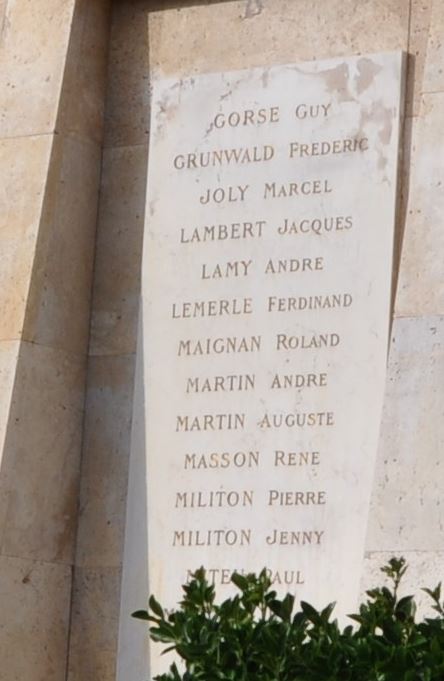 GORSE GUY
GRUNWALD FREDERIC
JOLY MARCEL
LAMBERT JACQUES
LAMY ANDRE
LEMERLE FERDINAND
MAIGNAN ROLAND
MARTIN ANDRE
MARTIN AUGUSTE
MASSON RENE
MILITON PIERRE
MILITON JENNY
PAUL